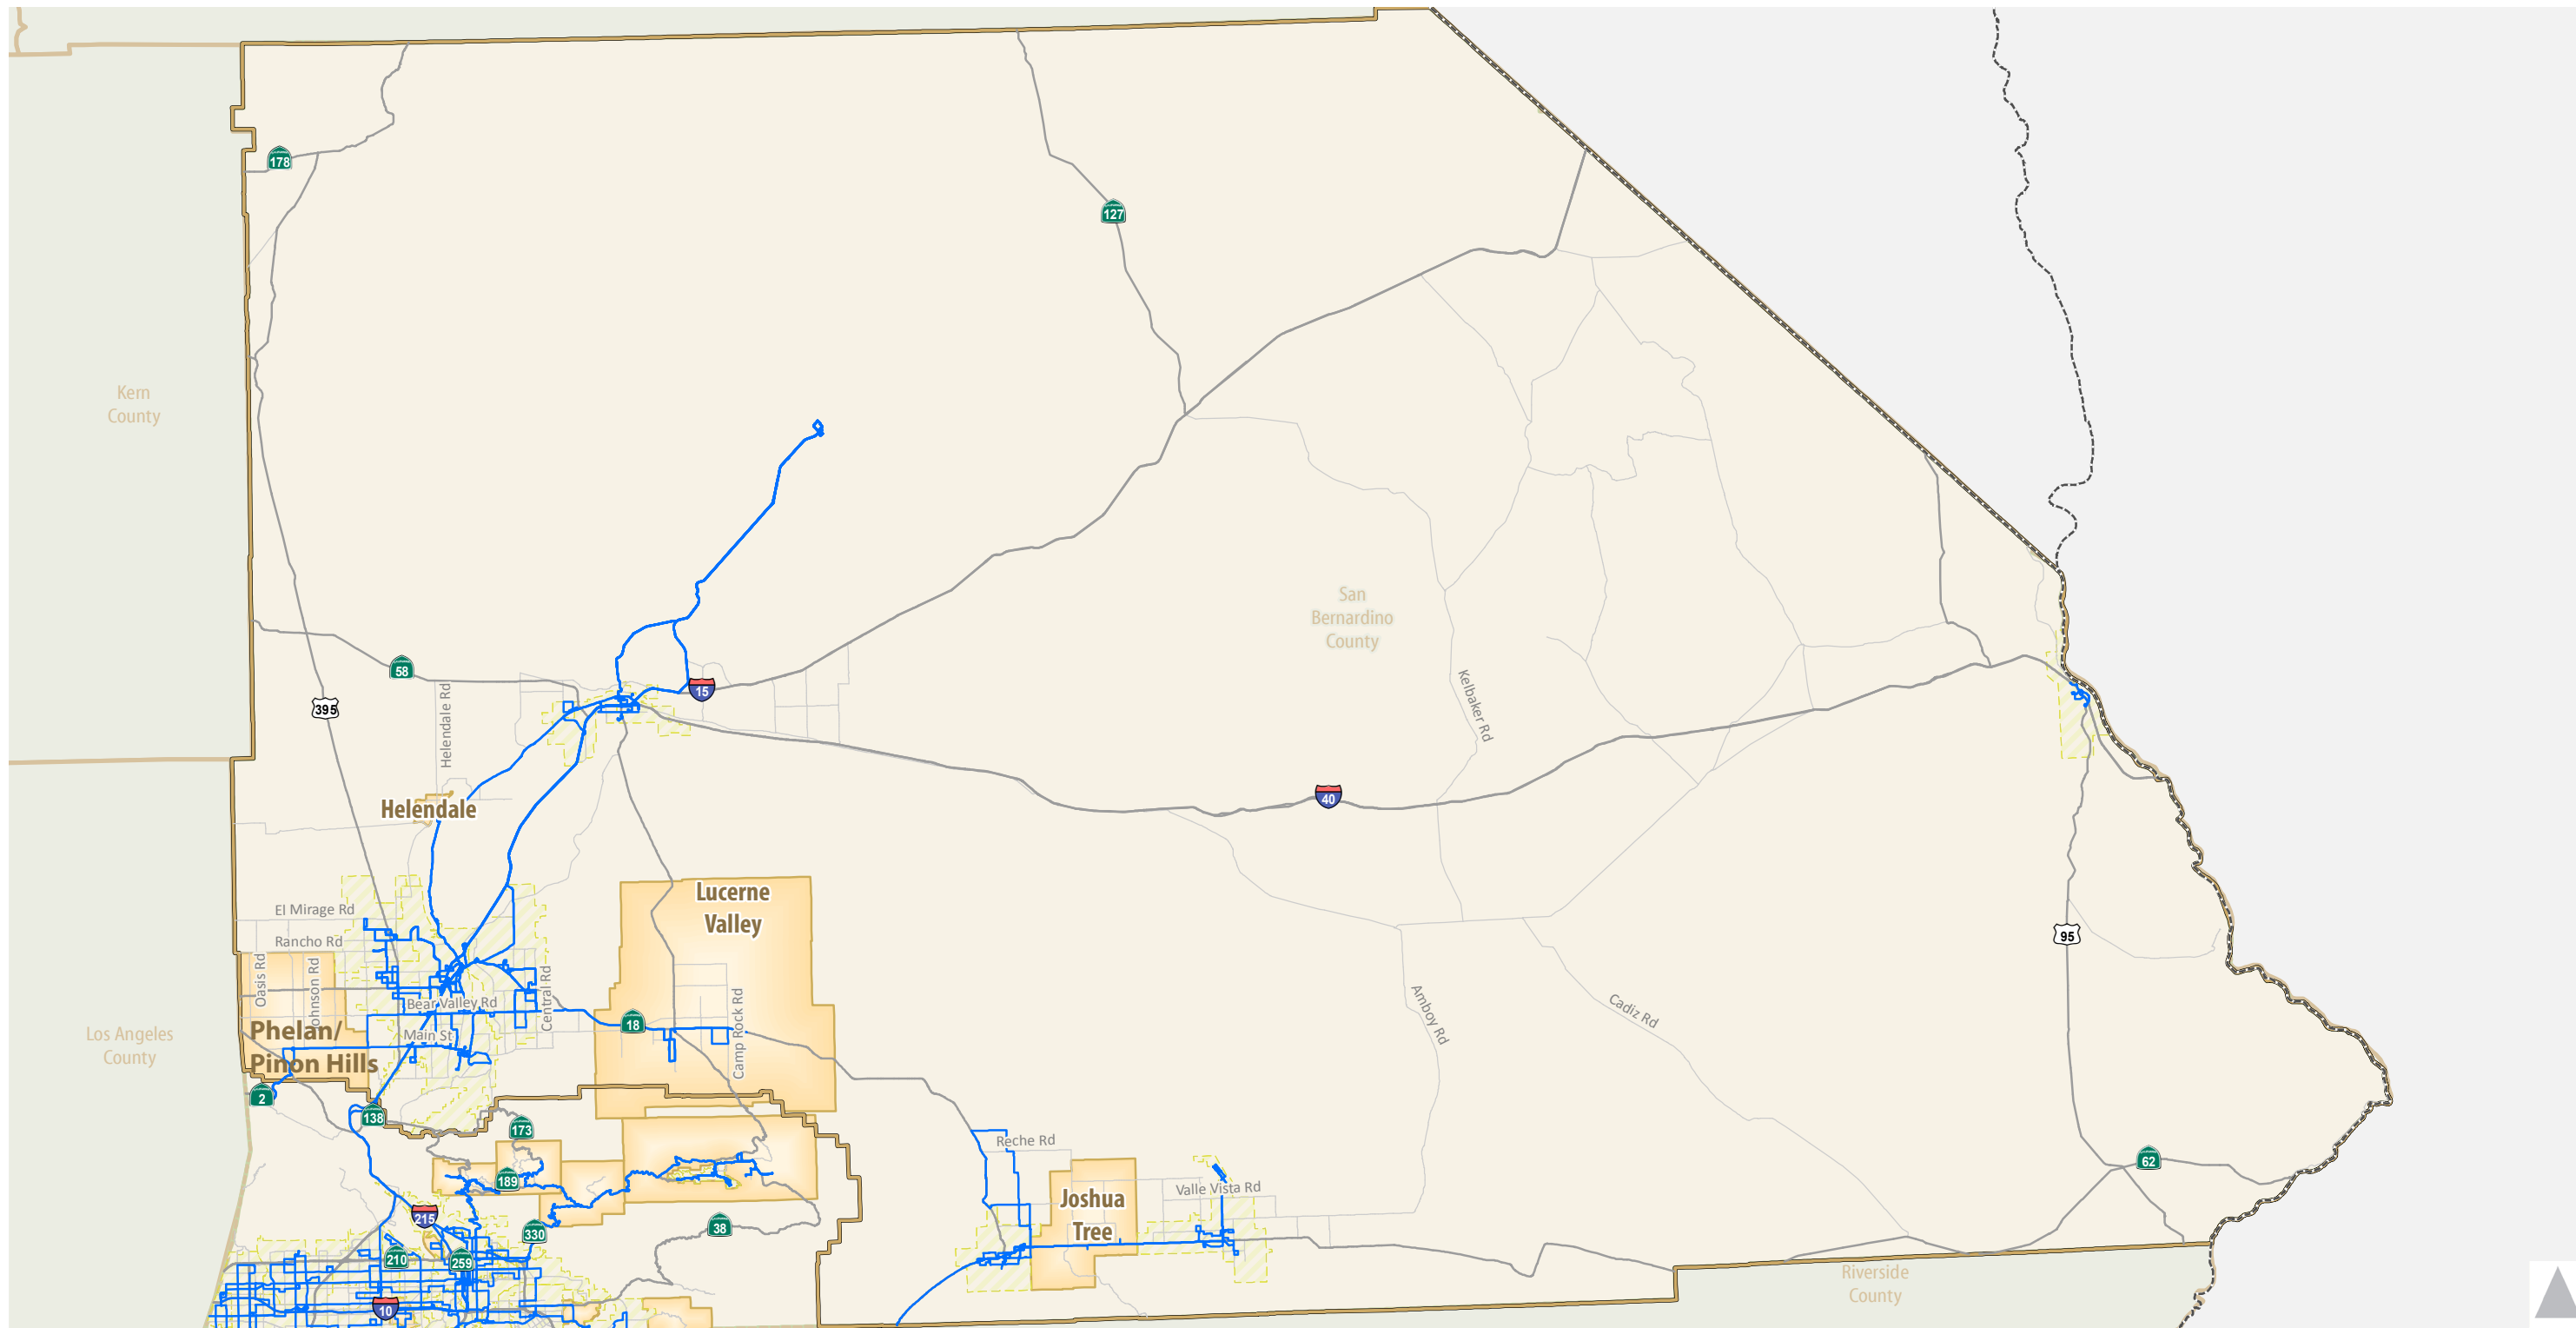 178
127
Kern
County
San
Bernardino
County
58
15
395
Helendale Rd
Kelbaker Rd
40
Helendale
Lucerne
Valley
El Mirage Rd
95
Rancho Rd
Oasis Rd
Johnson Rd
Central Rd
Bear Valley Rd
Camp Rock Rd
Amboy Rd
Cadiz Rd
18
Los Angeles
County
Phelan/
Pinon Hills
Main St
2
138
173
Reche Rd
62
189
Valle Vista Rd
Joshua
Tree
215
330
38
210
259
Riverside
County
10